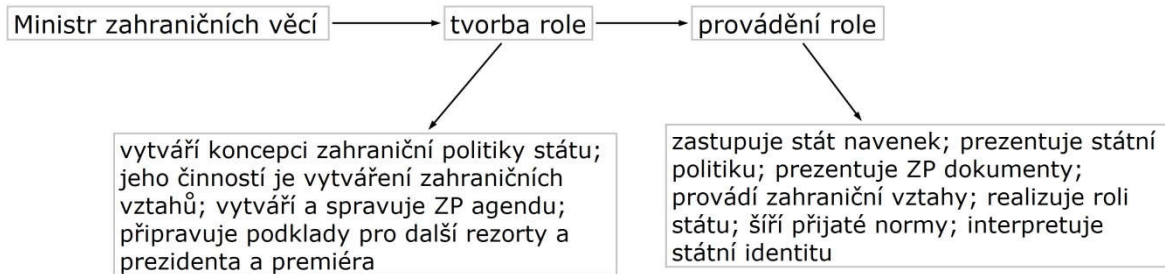 Ministr zahraničních věcí
tvorba role
provádění role
vytváří koncepci zahraniční politiky státu;
jeho činností je vytváření zahraničních
vztahů; vytváří a spravuje ZP agendu;
připravuje podklady pro další rezorty a
prezidenta a premiéra
zastupuje stát navenek; prezentuje státní
politiku; prezentuje ZP dokumenty;
provádí zahraniční vztahy; realizuje roli
státu; šíří přijaté normy; interpretuje
státní identitu